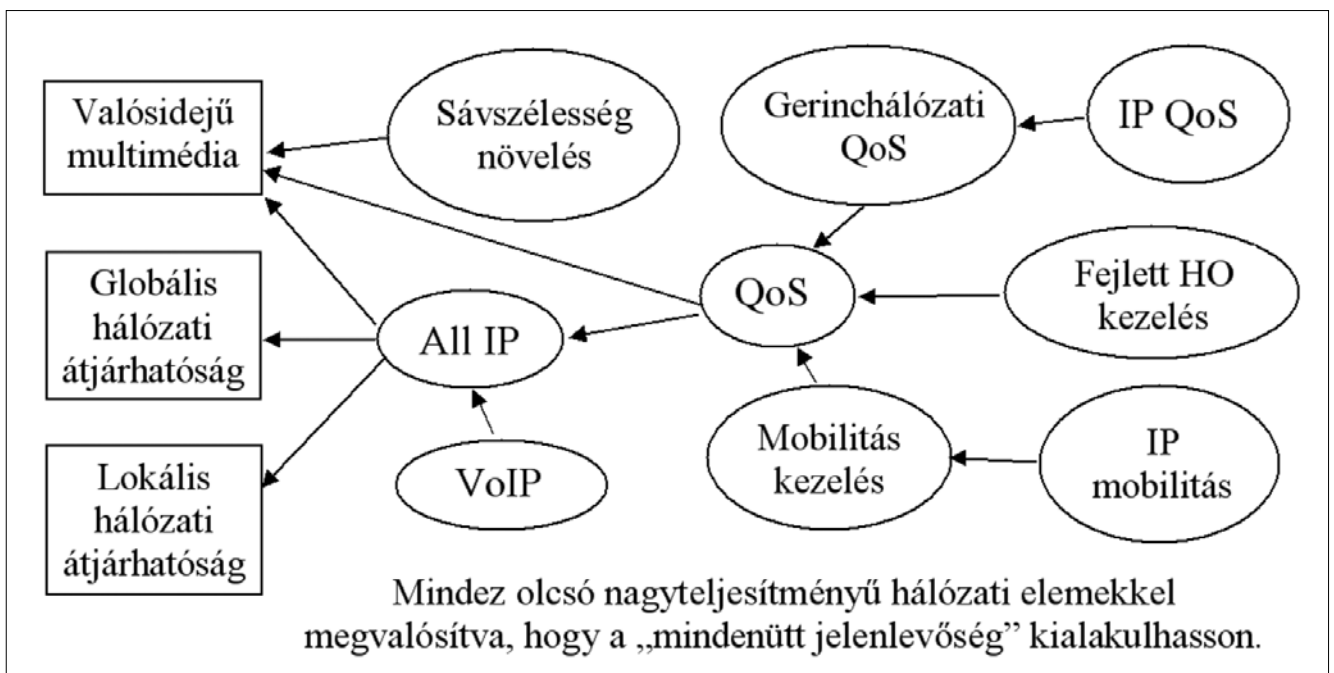 Valósidejű
multimédia
Sávszélesség
növelés
Gerinchálózati
QoS
IP QoS
Globális
hálózati
átjárhatóság
All IP
QoS
Fejlett HO
kezelés
Lokális
hálózati
átjárhatóság
VoIP
Mobilitás
kezelés
IP
mobilitás
Mindez olcsó nagyteljesítményű hálózati elemekkel
megvalósítva, hogy a „mindenütt jelenlevőség” kialakulhasson.